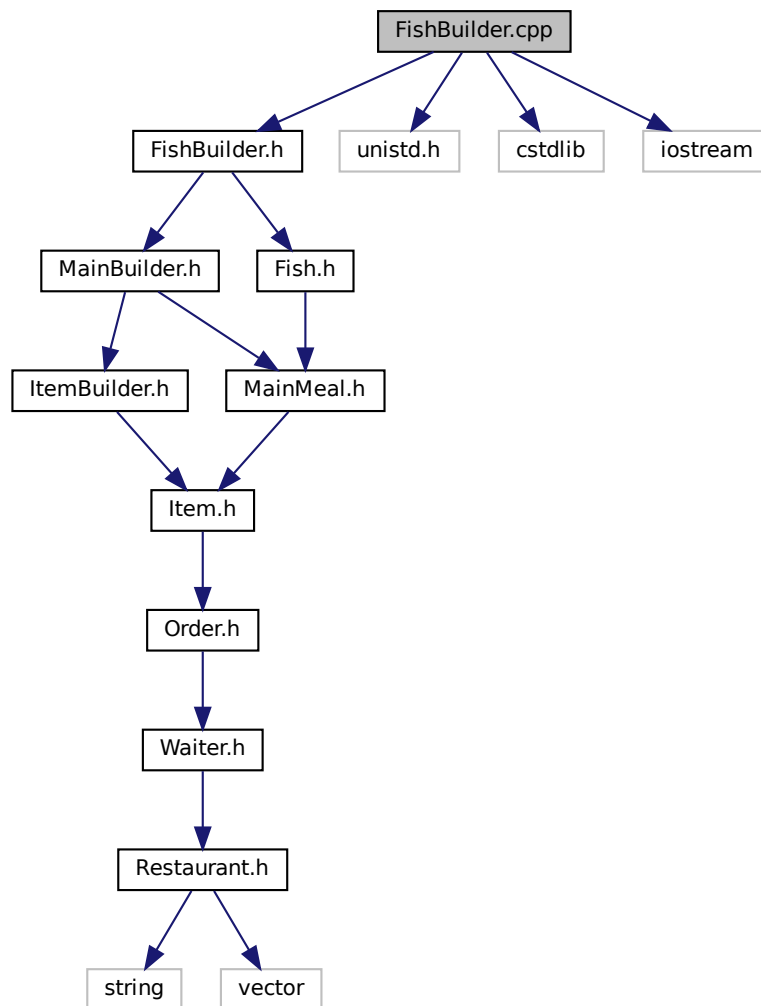 FishBuilder.cpp
FishBuilder.h
unistd.h
cstdlib
iostream
MainBuilder.h
Fish.h
ItemBuilder.h
MainMeal.h
Item.h
Order.h
Waiter.h
Restaurant.h
string
vector